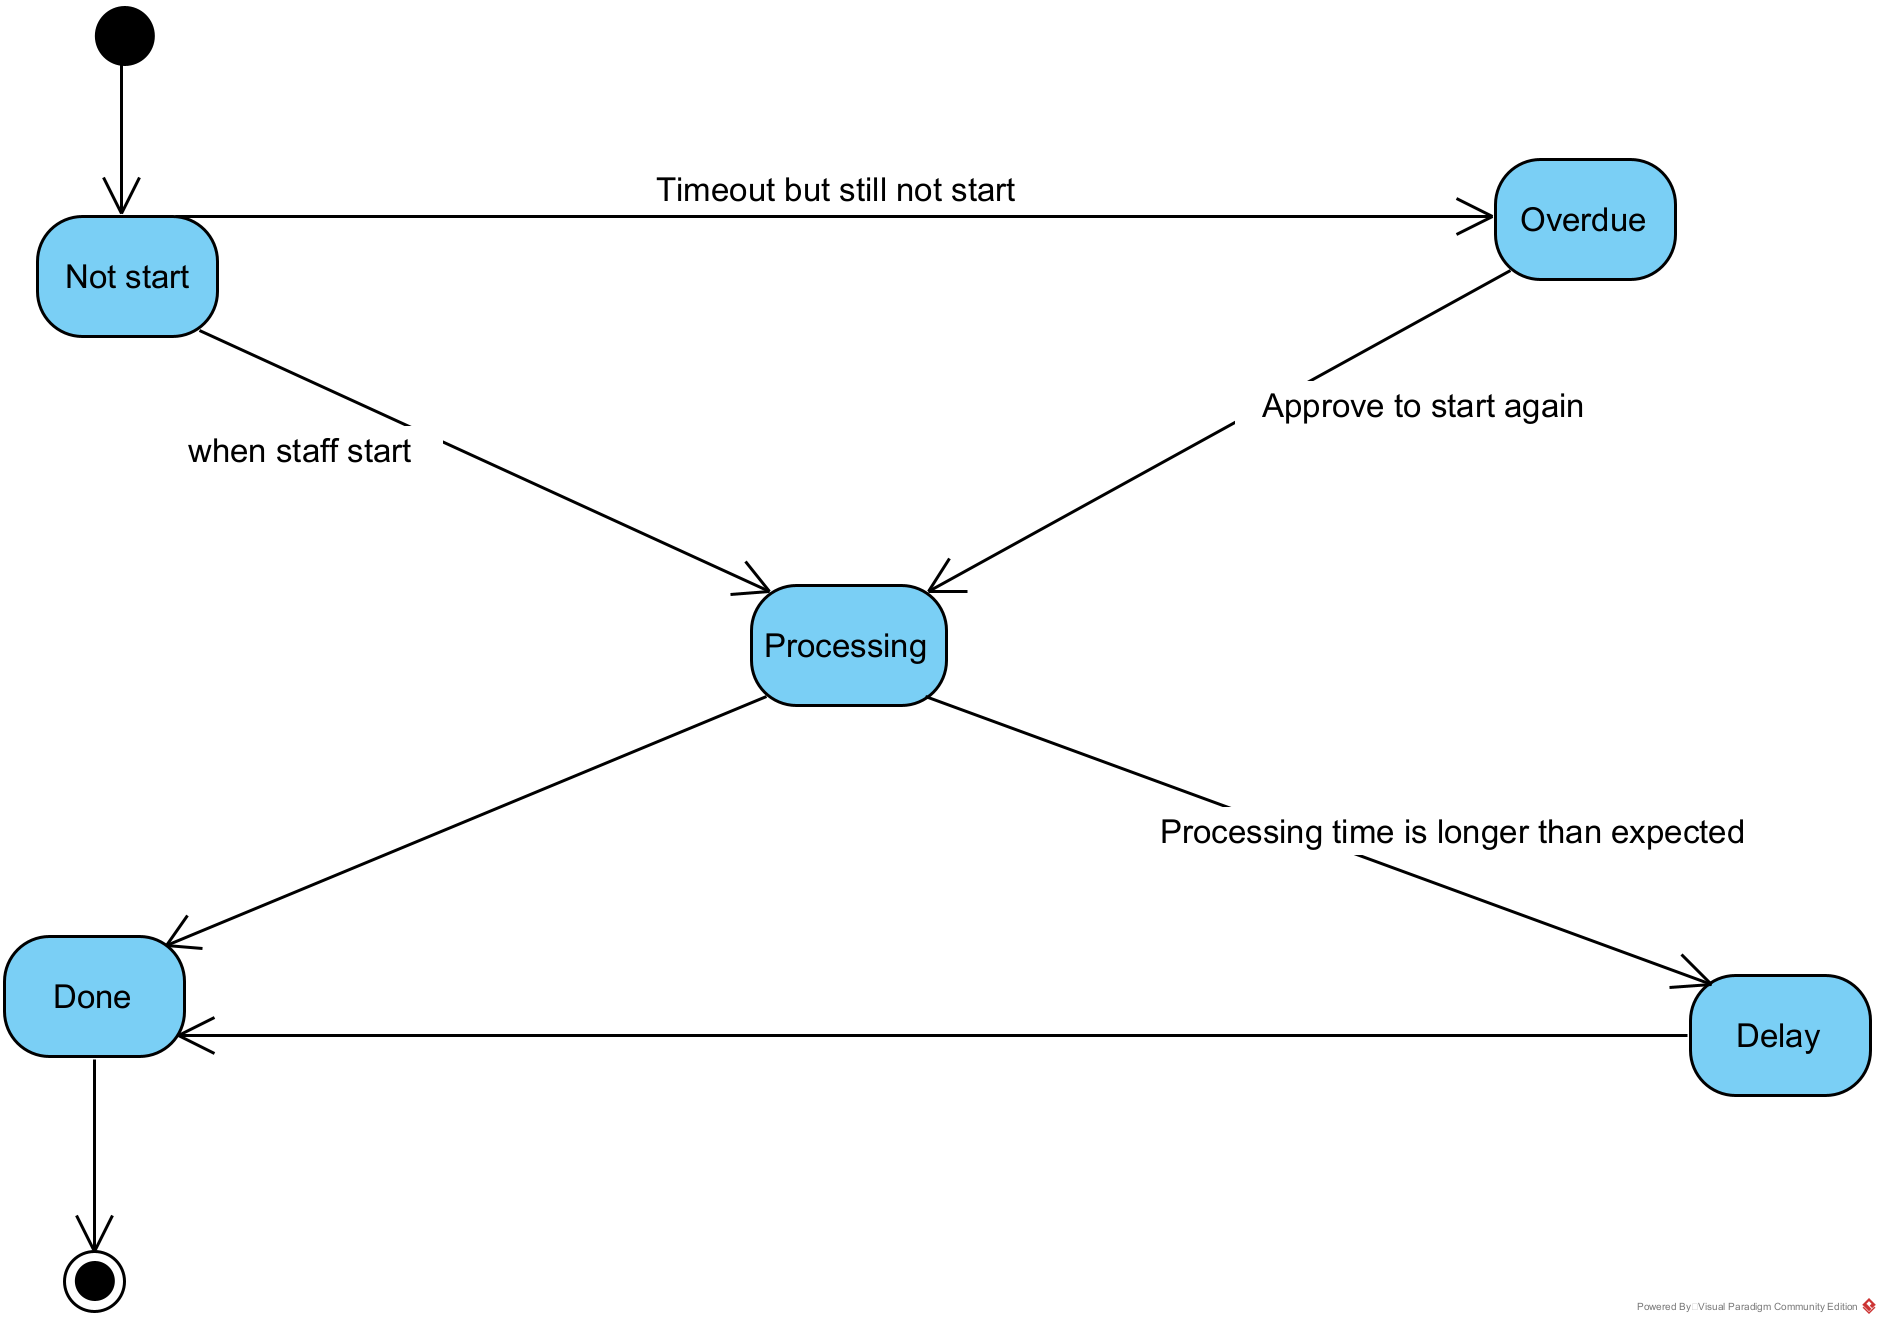 Timeout but still not start
Overdue
Not start
Approve to start again
when staff start
Processing
Processing time is longer than expected
Done
Delay
Powered By Visual Paradigm Community Edition